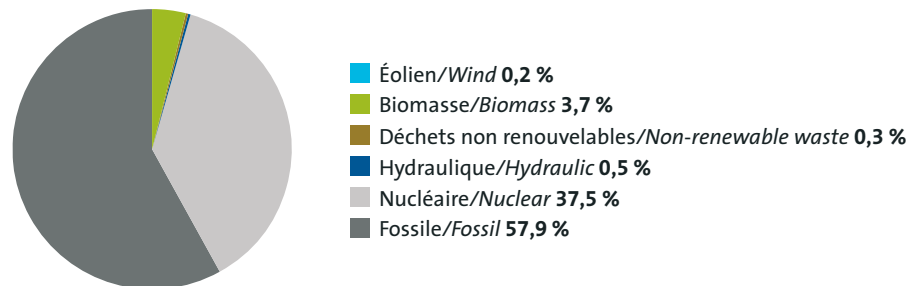 Éolien/Wind 0,2 %
Biomasse/Biomass 3,7 %
Déchets non renouvelables/Non-renewable waste 0,3 %
Hydraulique/Hydraulic 0,5 %
Nucléaire/Nuclear 37,5 %
Fossile/Fossil 57,9 %